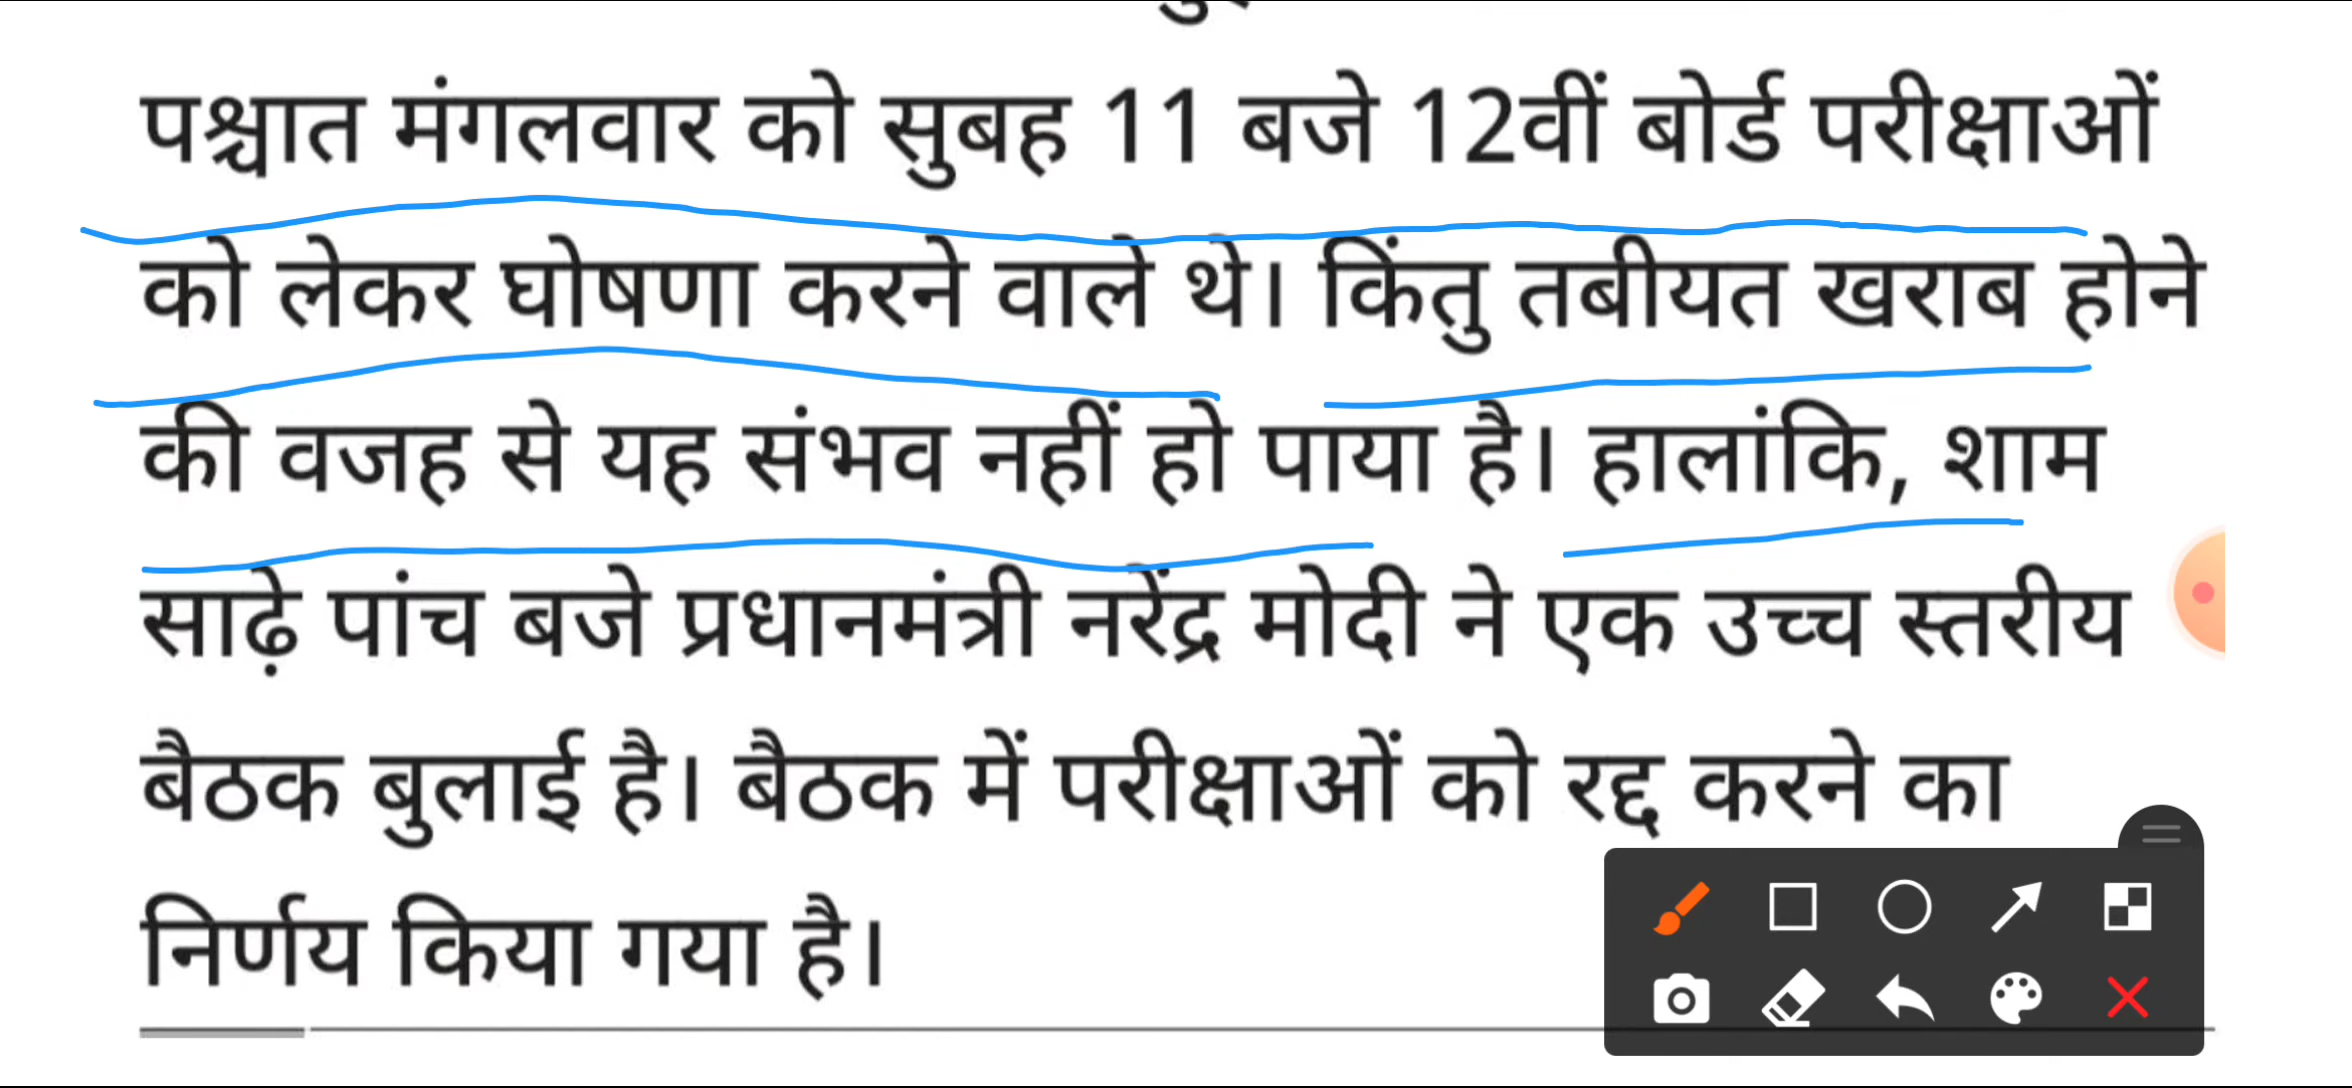 पश्चात मंगलवार को सुबह 11 बजे 12वीं बोर्ड परीक्षाओं
को लेकर घोषणा करने वाले थे। किंतु तबीयत खराब होने
की वजह से यह संभव नहीं हो पाया है। हालांकि, शाम
साढ़े पांच बजे प्रधानमंत्री नरेंद्र मोदी ने एक उच्च स्तरीय
बैठक बुलाई है। बैठक में परीक्षाओं को रद्द करने का
निर्णय किया गया है।